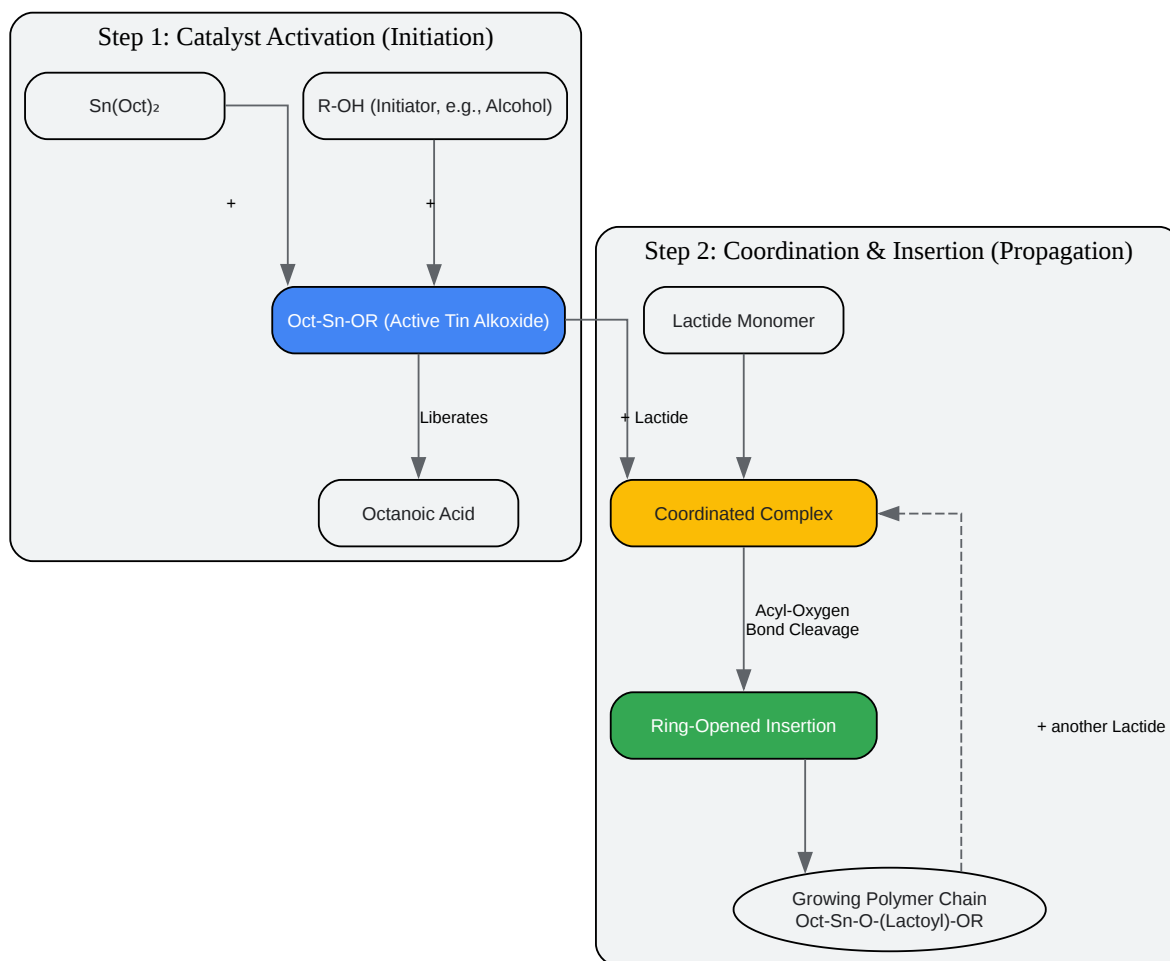 Step 1: Catalyst Activation (Initiation)
Sn(Oct)₂
R-OH (Initiator, e.g., Alcohol)
+
+
Oct-Sn-OR (Active Tin Alkoxide)
Liberates
Octanoic Acid
Step 2: Coordination & Insertion (Propagation)
Lactide Monomer
+ Lactide
Coordinated Complex
Acyl-Oxygen
Bond Cleavage
Ring-Opened Insertion
+ another Lactide
Growing Polymer Chain
Oct-Sn-O-(Lactoyl)-OR